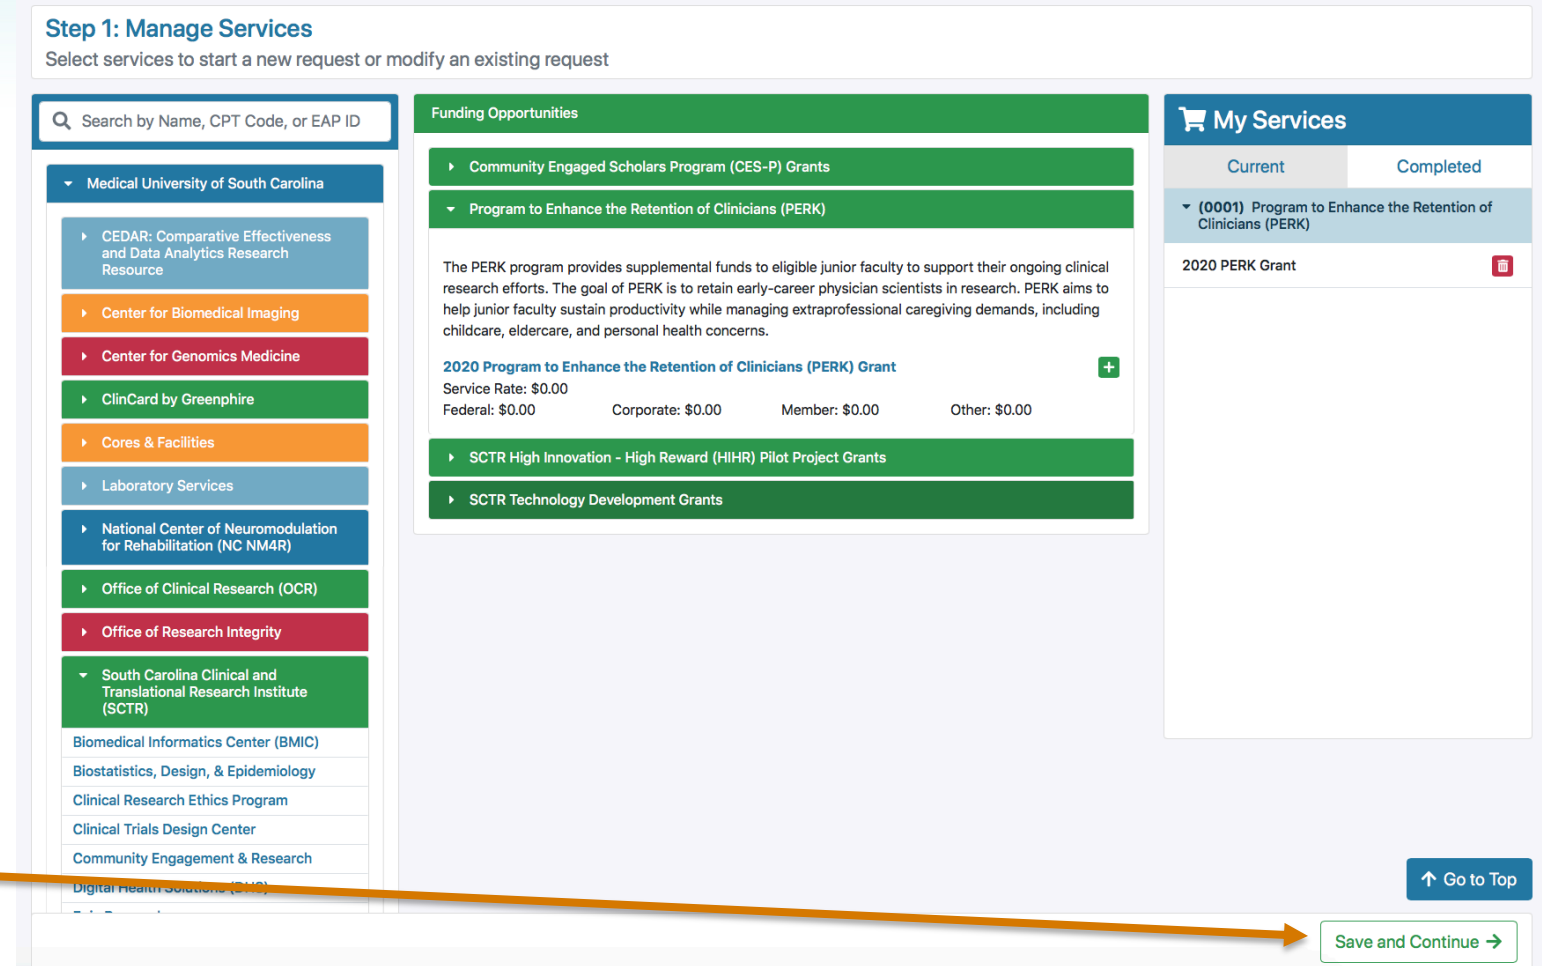 Step 1: Manage Services
Select services to start a new request or modify an existing request
Search by Name, CPT Code, or EAP ID
Medical University of South Carolina
CEDAR: Comparative Effectiveness
and Data Analytics Research
Resource
Center for Biomedical Imaging
Center for Genomics Medicine
ClinCard by Greenphire
Cores & Facilities
Laboratory Services
National Center of Neuromodulation
for Rehabilitation (NC NM4R)
Office of Clinical Research (OCR)
Office of Research Integrity
South Carolina Clinical and
Translational Research Institute
(SCTR)
Biomedical Informatics Center (BMIC)
Biostatistics, Design, & Epidemiology
Clinical Research Ethics Program
Clinical Trials Design Center
Community Engagement & Research
Digital Health Solutions (DHS)
Funding Opportunities
Community Engaged Scholars Program (CES-P) Grants
Program to Enhance the Retention of Clinicians (PERK)
The PERK program provides supplemental funds to eligible junior faculty to support their ongoing clinical
research efforts. The goal of PERK is to retain early-career physician scientists in research. PERK aims to
help junior faculty sustain productivity while managing extraprofessional caregiving demands, including
childcare, eldercare, and personal health concerns.
2020 Program to Enhance the Retention of Clinicians (PERK) Grant
Service Rate: $0.00
Federal: $0.00 Corporate: $0.00 Member: $0.00 Other: $0.00
SCTR High Innovation - High Reward (HIHR) Pilot Project Grants
SCTR Technology Development Grants
My Services
Current Completed
(0001) Program to Enhance the Retention of
Clinicians (PERK)
2020 PERK Grant
Go to Top
Save and Continue